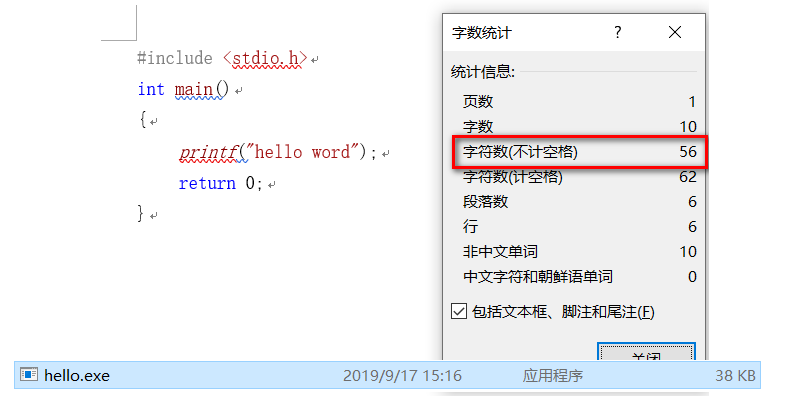 #include <stdio.h>
int main()
{
printf("hello word");
return 0;
}
字数统计 ? ×
统计信息:
页数 1
字数 10
字符数(不计空格) 56
字符数(计空格) 62
段落数 6
行 6
非中文单词 10
中文字符和朝鲜语单词 0
包括文本框、脚注和尾注(F)
关闭
hello.exe 2019/9/17 15:16 应用程序 38 KB